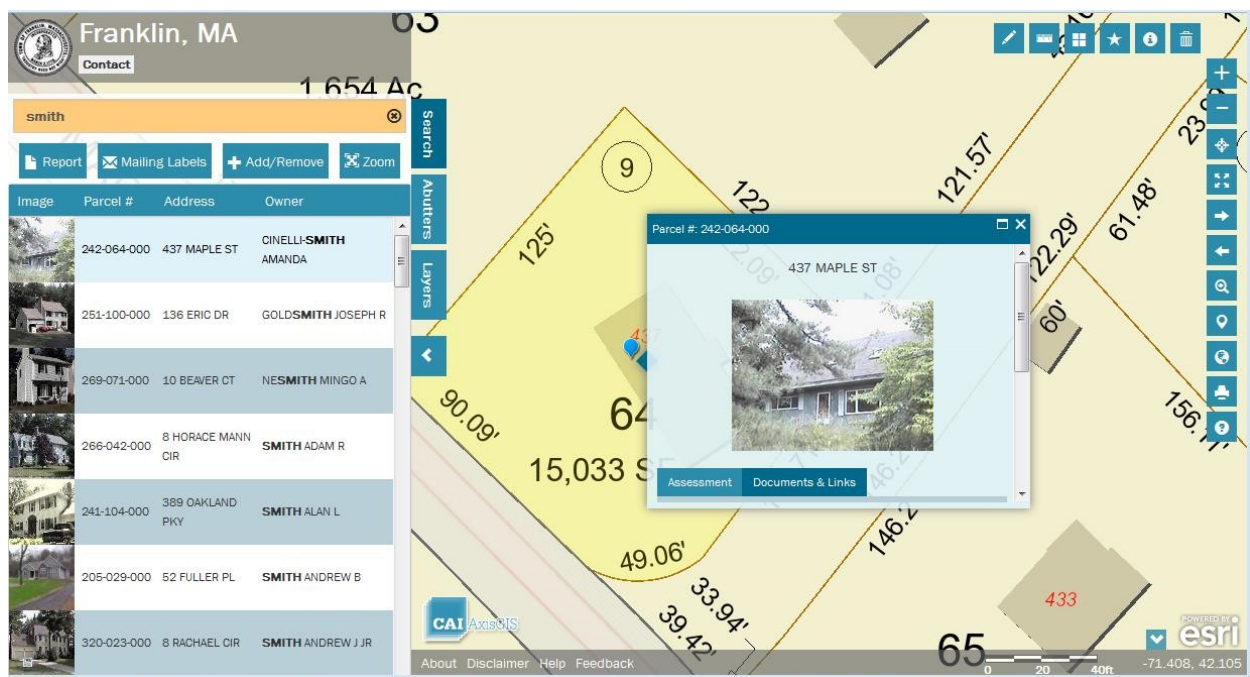 Franklin, MA
Contact
63
1.654 Ac
smith
Report
Mailing Labels
Add/Remove
Zoom
Image Parcel # Address Owner
242-064-000 437 MAPLE ST CINELLI-SMITH
AMANDA
251-100-000 136 ERIC DR GOLDSMITH JOSEPH R
269-071-000 10 BEAVER CT NESMITH MINGO A
266-042-000 8 HORACE MANN
CIR SMITH ADAM R
241-104-000 389 OAKLAND
PKY SMITH ALAN L
205-029-000 52 FULLER PL SMITH ANDREW B
320-023-000 8 RACHAEL CIR SMITH ANDREW J JR
Search
Abutters
Layers
9
125'
122
121.57'
61.48'
122.29'
60'
90.09'
64
15,033 SF
49.06'
33.94'
39.42'
Parcel #: 242-064-000
437 MAPLE ST
Assessment
Documents & Links
433
65
CAI AxisGIS
About Disclaimer Help Feedback
0 20 40ft
POWERED BY
esri
-71.408, 42.105